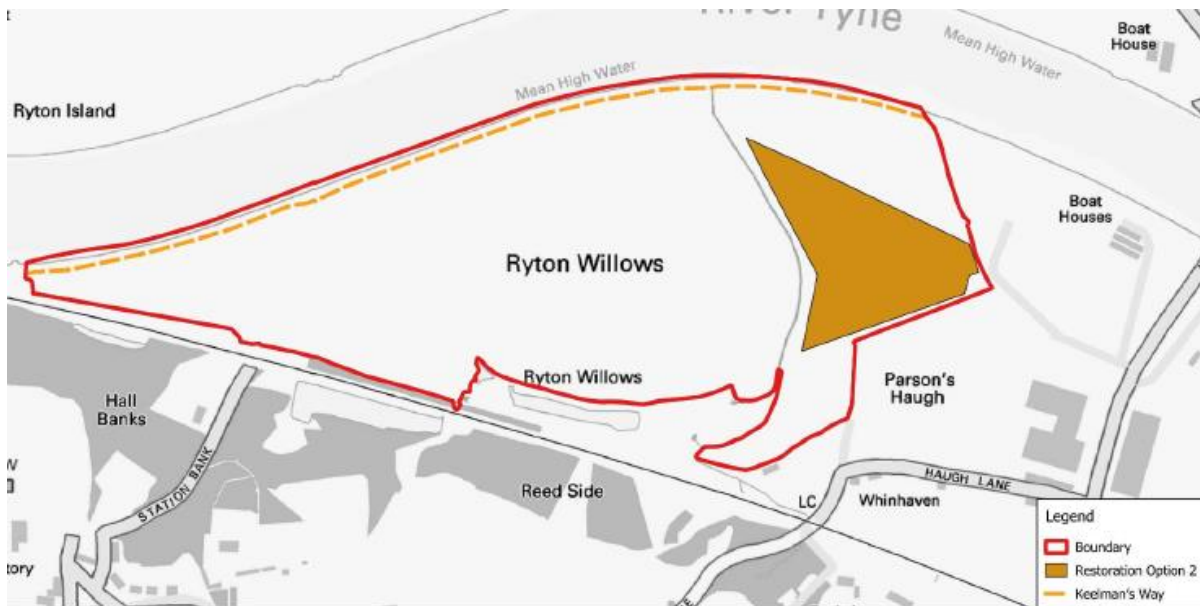 River Tyne
Boat
House
Mean High Water
Mean High Water
Ryton Island
Boat
Houses
Ryton Willows
Ryton Willows
Parson's
Haugh
Hall
Banks
STATION BANK
Reed Side
HAUGH LANE
LC
Whinhaven
Legend
Boundary
Restoration Option 2
Keelman's Way